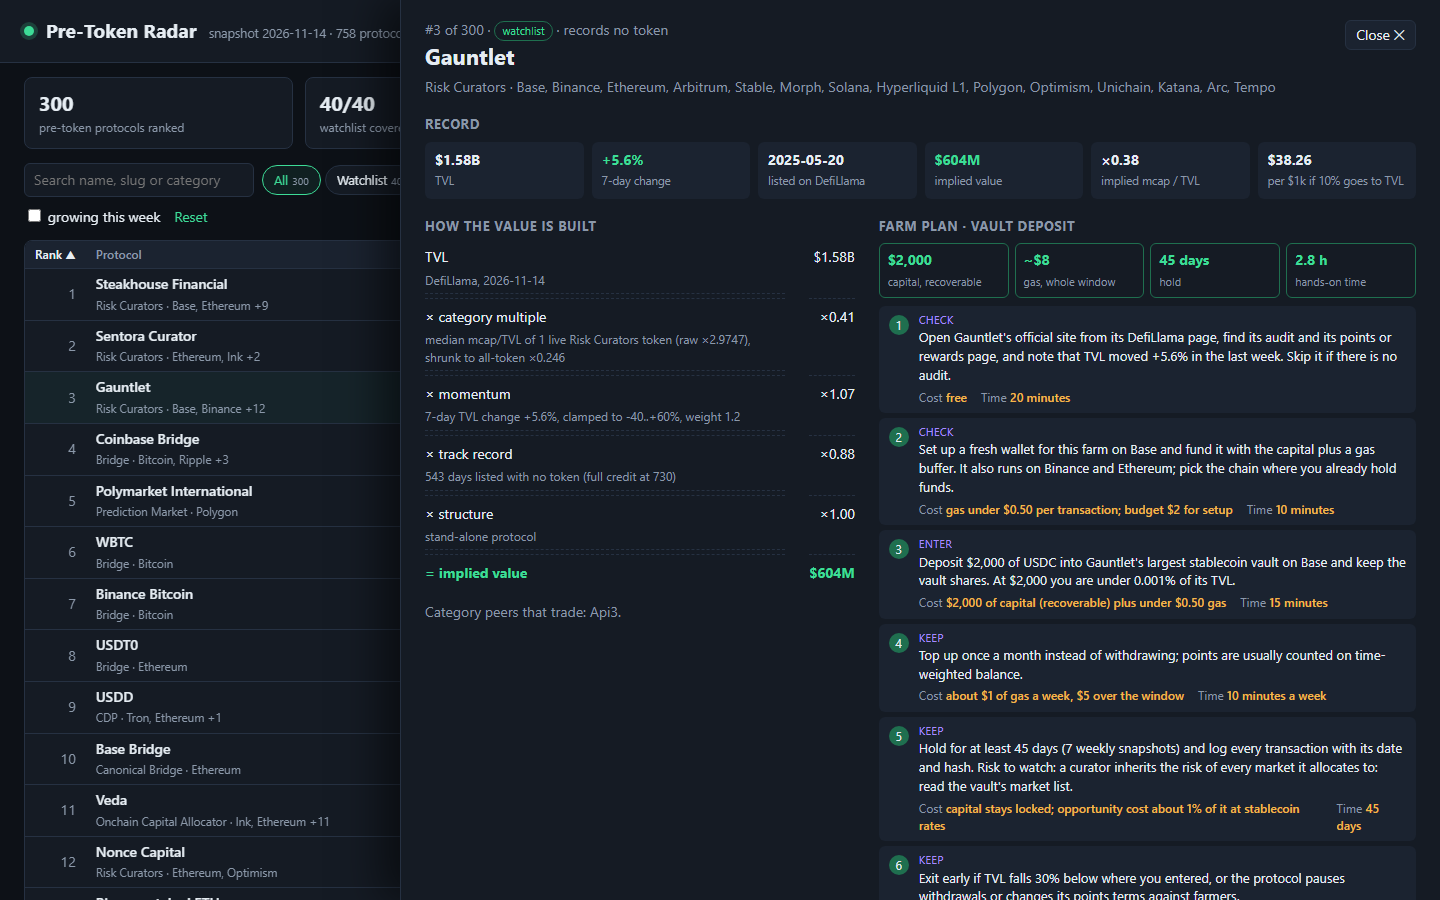 Pre-Token Radar
snapshot 2026-11-14 · 758 protoco
300
pre-token protocols ranked
40/40
watchlist cover
Search name, slug or category
All 300
Watchlist 40
growing this week
Reset
Rank ▲ Protocol
1 Steakhouse Financial
Risk Curators · Base, Ethereum +9
2 Sentora Curator
Risk Curators · Ethereum, Ink +2
3 Gauntlet
Risk Curators · Base, Binance +12
4 Coinbase Bridge
Bridge · Bitcoin, Ripple +3
5 Polymarket International
Prediction Market · Polygon
6 WBTC
Bridge · Bitcoin
7 Binance Bitcoin
Bridge · Bitcoin
8 USDT0
Bridge · Ethereum
9 USDD
CDP · Tron, Ethereum +1
10 Base Bridge
Canonical Bridge · Ethereum
11 Veda
Onchain Capital Allocator · Ink, Ethereum +11
12 Nonce Capital
Risk Curators · Ethereum, Optimism
#3 of 300 · watchlist · records no token
Close ✕
Gauntlet
Risk Curators · Base, Binance, Ethereum, Arbitrum, Stable, Morph, Solana, Hyperliquid L1, Polygon, Optimism, Unichain, Katana, Arc, Tempo
RECORD
$1.58B
TVL
+5.6%
7-day change
2025-05-20
listed on DefiLlama
$604M
implied value
×0.38
implied mcap / TVL
$38.26
per $1k if 10% goes to TVL
HOW THE VALUE IS BUILT
TVL $1.58B
DefiLlama, 2026-11-14
× category multiple ×0.41
median mcap/TVL of 1 live Risk Curators token (raw ×2.9747),
shrunk to all-token ×0.246
× momentum ×1.07
7-day TVL change +5.6%, clamped to -40..+60%, weight 1.2
× track record ×0.88
543 days listed with no token (full credit at 730)
× structure ×1.00
stand-alone protocol
= implied value $604M
Category peers that trade: Api3.
FARM PLAN · VAULT DEPOSIT
$2,000
capital, recoverable
~$8
gas, whole window
45 days
hold
2.8 h
hands-on time
1 CHECK
Open Gauntlet's official site from its DefiLlama page, find its audit and its points or
rewards page, and note that TVL moved +5.6% in the last week. Skip it if there is no
audit.
Cost free Time 20 minutes
2 CHECK
Set up a fresh wallet for this farm on Base and fund it with the capital plus a gas
buffer. It also runs on Binance and Ethereum; pick the chain where you already hold
funds.
Cost gas under $0.50 per transaction; budget $2 for setup Time 10 minutes
3 ENTER
Deposit $2,000 of USDC into Gauntlet's largest stablecoin vault on Base and keep the
vault shares. At $2,000 you are under 0.001% of its TVL.
Cost $2,000 of capital (recoverable) plus under $0.50 gas Time 15 minutes
4 KEEP
Top up once a month instead of withdrawing; points are usually counted on time-
weighted balance.
Cost about $1 of gas a week, $5 over the window Time 10 minutes a week
5 KEEP
Hold for at least 45 days (7 weekly snapshots) and log every transaction with its date
and hash. Risk to watch: a curator inherits the risk of every market it allocates to:
read the vault's market list.
Cost capital stays locked; opportunity cost about 1% of it at stablecoin
rates
Time 45
days
6 KEEP
Exit early if TVL falls 30% below where you entered, or the protocol pauses
withdrawals or changes its points terms against farmers.